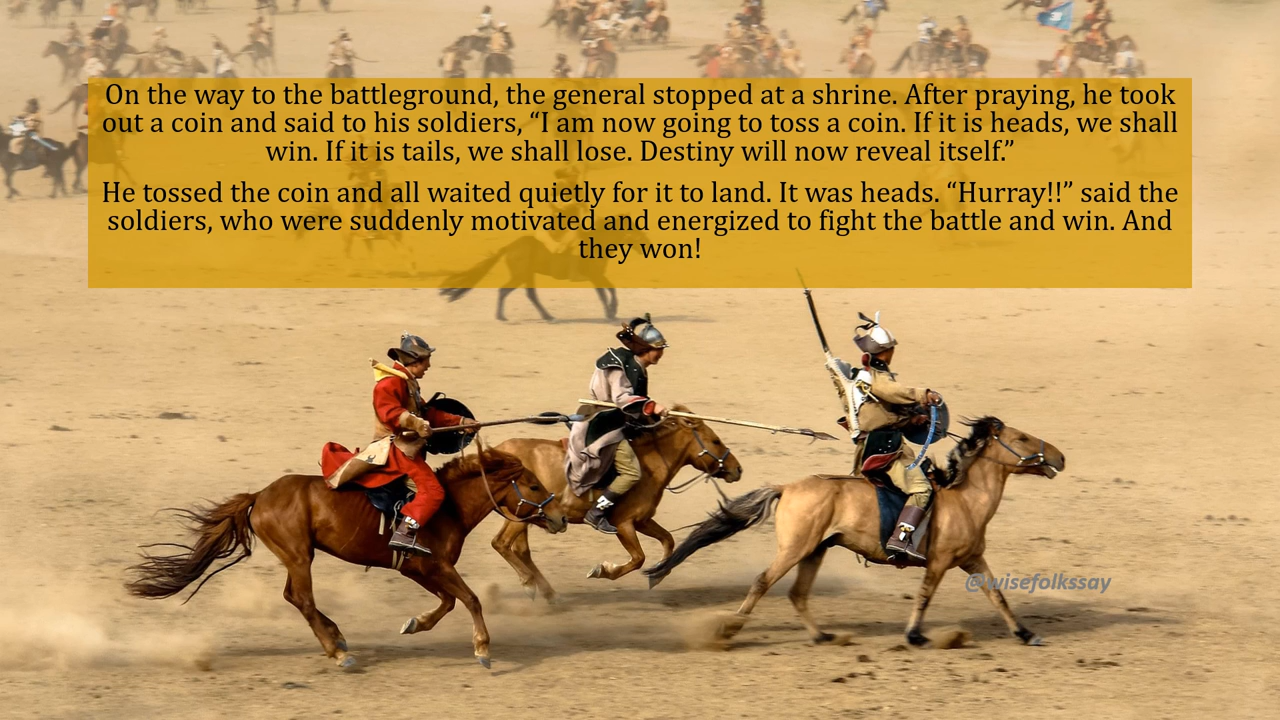 On the way to the battleground, the general stopped at a shrine. After praying, he took
out a coin and said to his soldiers, “I am now going to toss a coin. If it is heads, we shall
win. If it is tails, we shall lose. Destiny will now reveal itself.”
He tossed the coin and all waited quietly for it to land. It was heads. “Hurray!!” said the
soldiers, who were suddenly motivated and energized to fight the battle and win. And
they won!
@wisefolkssay